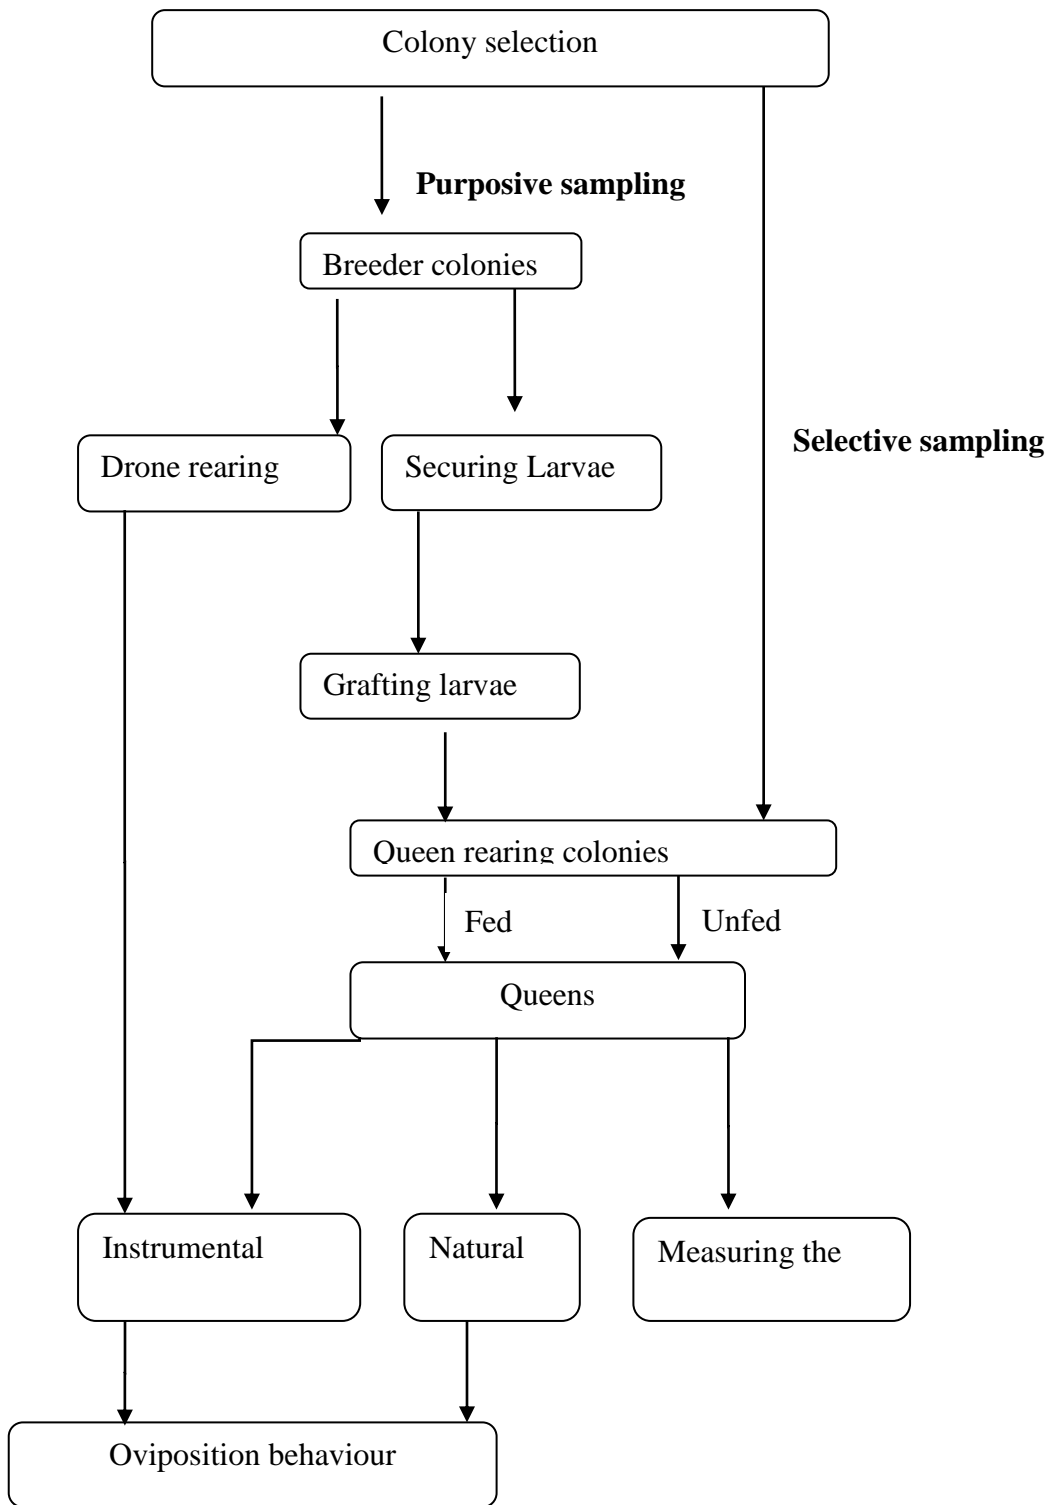 Colony selection
Purposive sampling
Breeder colonies
Drone rearing
Securing Larvae
Selective sampling
Grafting larvae
Queen rearing colonies
Fed
Unfed
Queens
Instrumental
Natural
Measuring the
Oviposition behaviour